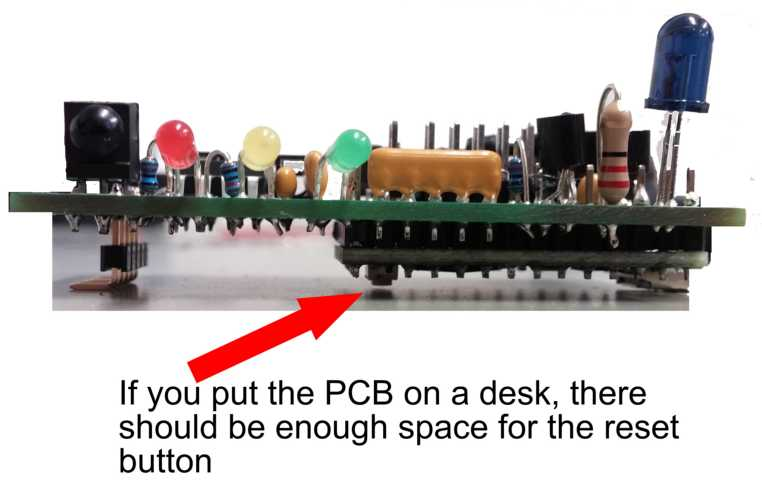 If you put the PCB on a desk, there
should be enough space for the reset
button